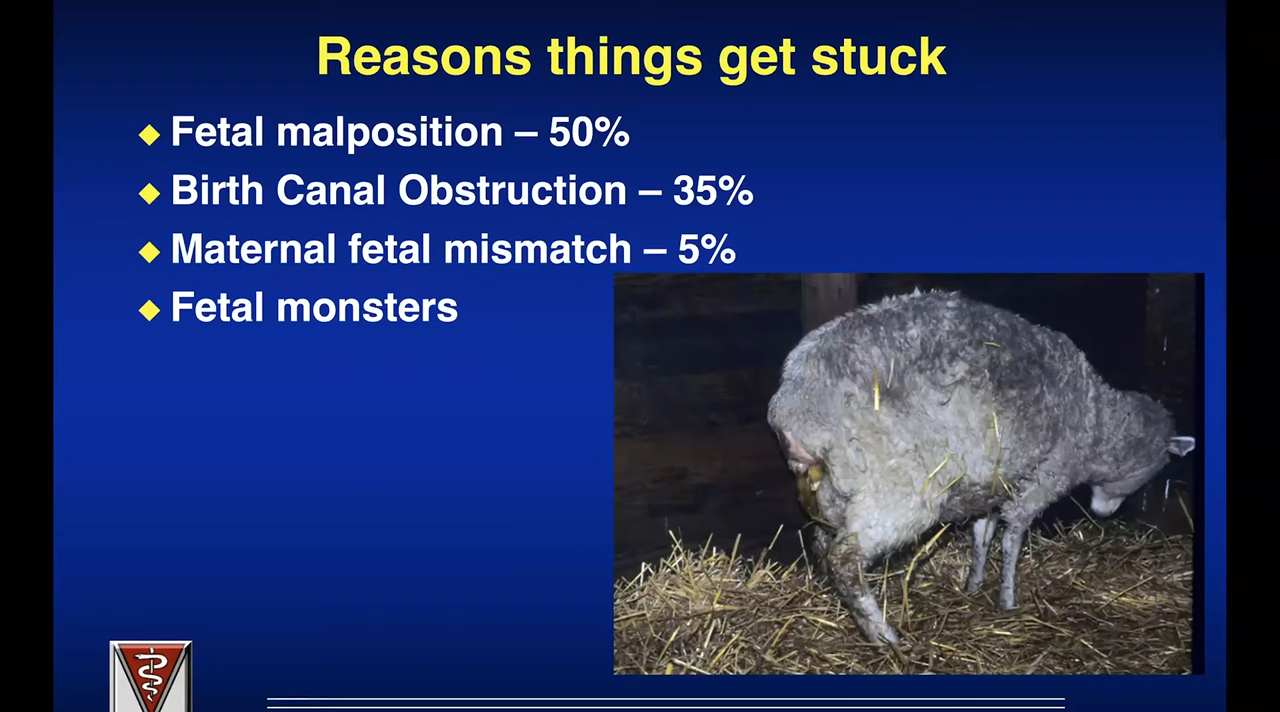 Reasons things get stuck
Fetal malposition – 50%
Birth Canal Obstruction – 35%
Maternal fetal mismatch – 5%
Fetal monsters